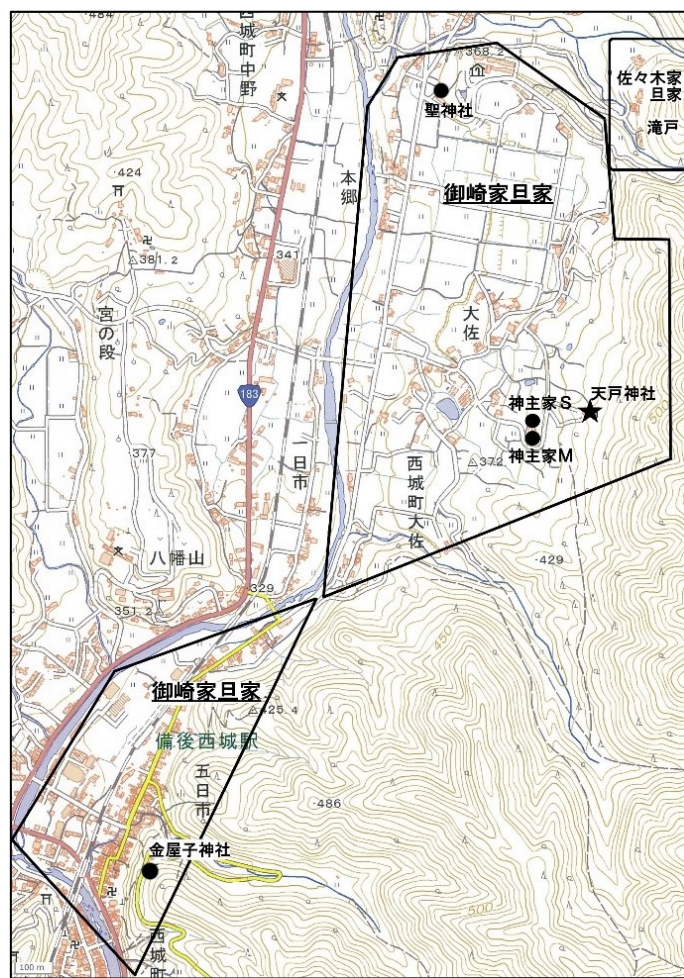 484
西城町中野
368.2
聖神社
佐々木家
旦家
滝戸
424
本郷
御崎家旦家
381.2
341
宮の段
大佐
183
天戸神社
神主家S
神主家M
500
377
372
一日市
西城町大佐
八幡山
429
329
351.2
450
御崎家旦家
425.4
備後西城駅
五日市
486
金屋子神社
500
西城町
100 m